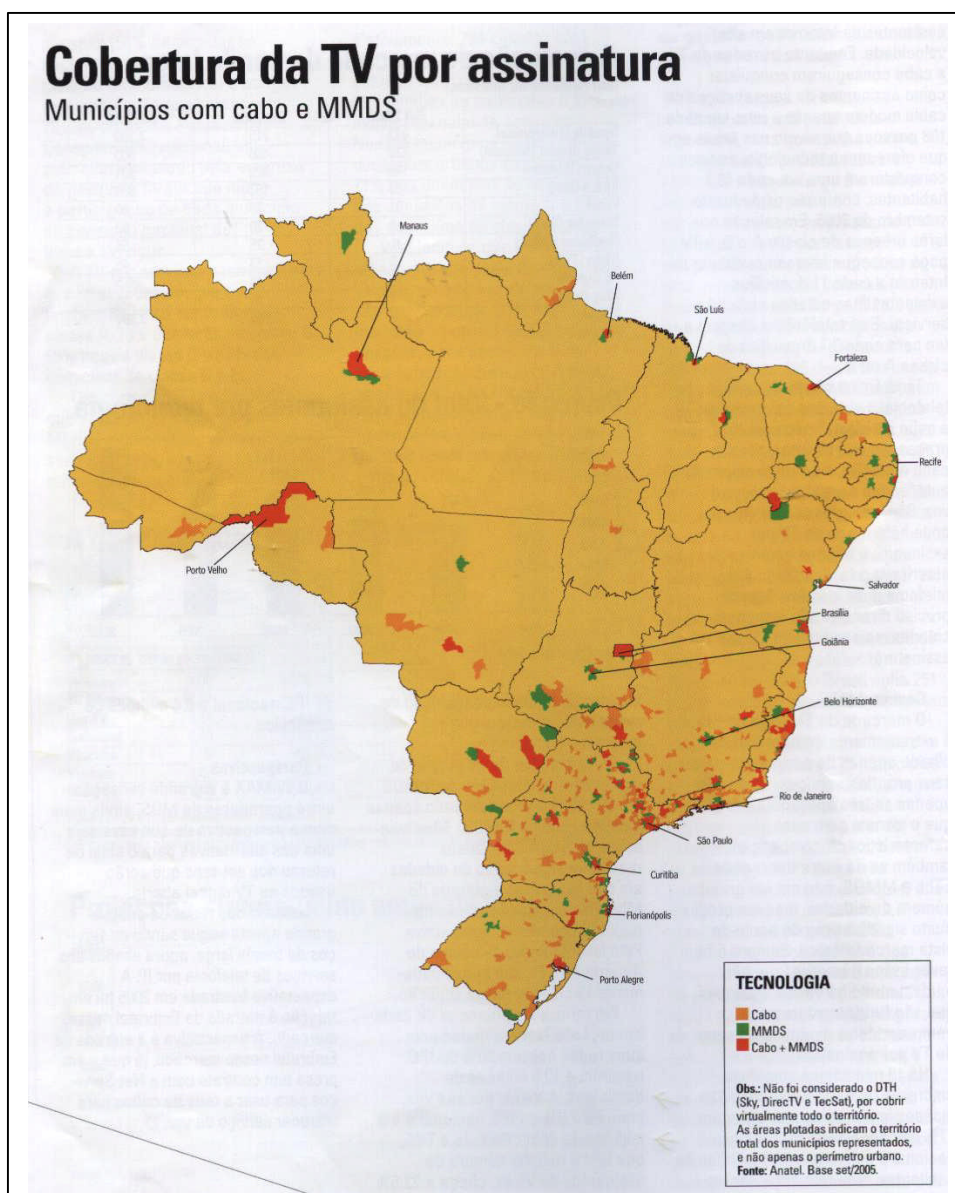 Cobertura da TV por assinatura
Municípios com cabo e MMDS
Manaus
Belém
São Luís
Fortaleza
Recife
Porto Velho
Salvador
Brasília
Goiânia
Belo Horizonte
Rio de Janeiro
São Paulo
Curitiba
Florianópolis
Porto Alegre
TECNOLOGIA
Cabo
MMDS
Cabo + MMDS
Obs.: Não foi considerado o DTH
(Sky, DirecTV e TecSat), por cobrir
virtualmente todo o território.
As áreas plotadas indicam o território
total dos municípios representados,
e não apenas o perímetro urbano.
Fonte: Anatel. Base set/2005.